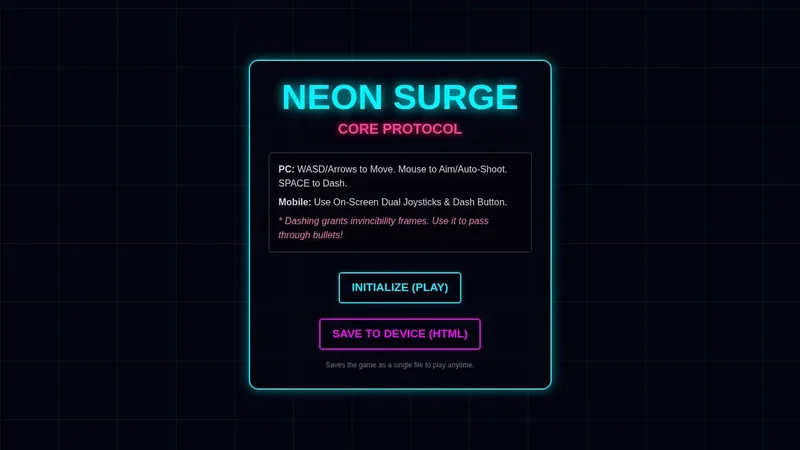 NEON SURGE
CORE PROTOCOL
PC: WASD/Arrows to Move. Mouse to Aim/Auto-Shoot.
SPACE to Dash.
Mobile: Use On-Screen Dual Joysticks & Dash Button.
* Dashing grants invincibility frames. Use it to pass
through bullets!
INITIALIZE (PLAY)
SAVE TO DEVICE (HTML)
Saves the game as a single file to play anytime.